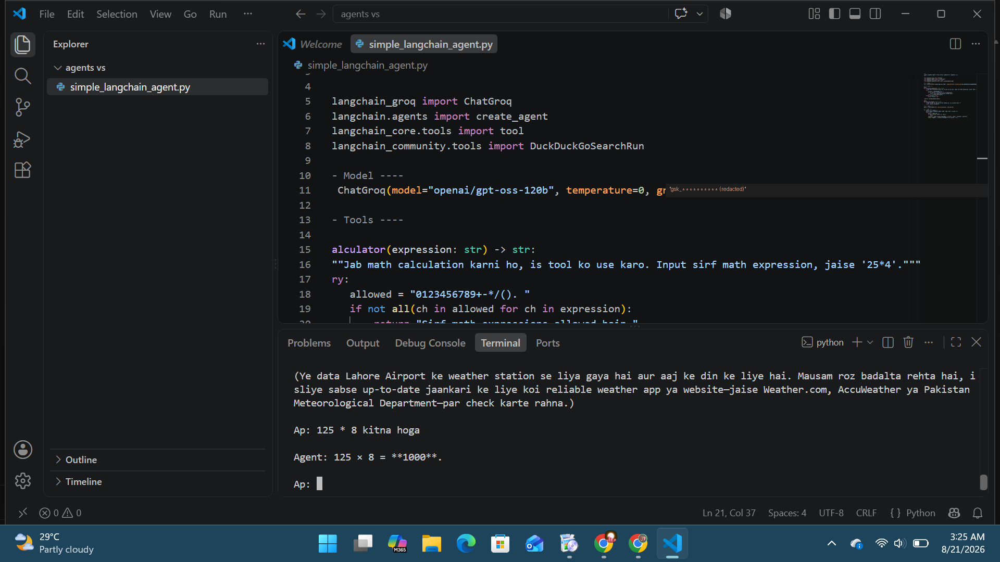 File Edit Selection View Go Run ···
agents vs
Explorer
agents vs
simple_langchain_agent.py
Outline
Timeline
Welcome
simple_langchain_agent.py
simple_langchain_agent.py
4
5 langchain_groq import ChatGroq
6 langchain.agents import create_agent
7 langchain_core.tools import tool
8 langchain_community.tools import DuckDuckGoSearchRun
9
10 - Model ----
11 ChatGroq(model="openai/gpt-oss-120b", temperature=0, gr "gsk_********** (redacted)"
12
13 - Tools ----
14
15 alculator(expression: str) -> str:
16 ""Jab math calculation karni ho, is tool ko use karo. Input sirf math expression, jaise '25*4'."""
17 ry:
18 allowed = "0123456789+-*/(). "
19 if not all(ch in allowed for ch in expression):
20 return "Sirf math expressions allowed hain."
Problems Output Debug Console Terminal Ports
python
(Ye data Lahore Airport ke weather station se liya gaya hai aur aaj ke din ke liye hai. Mausam roz badalta rehta hai, i
sliye sabse up-to-date jaankari ke liye koi reliable weather app ya website—jaise Weather.com, AccuWeather ya Pakistan
Meteorological Department—par check karte rahna.)
Ap: 125 * 8 kitna hoga
Agent: 125 × 8 = **1000**.
Ap:
0 0
Ln 21, Col 37 Spaces: 4 UTF-8 CRLF { } Python
29°C
Partly cloudy
M365
3:25 AM
8/21/2026